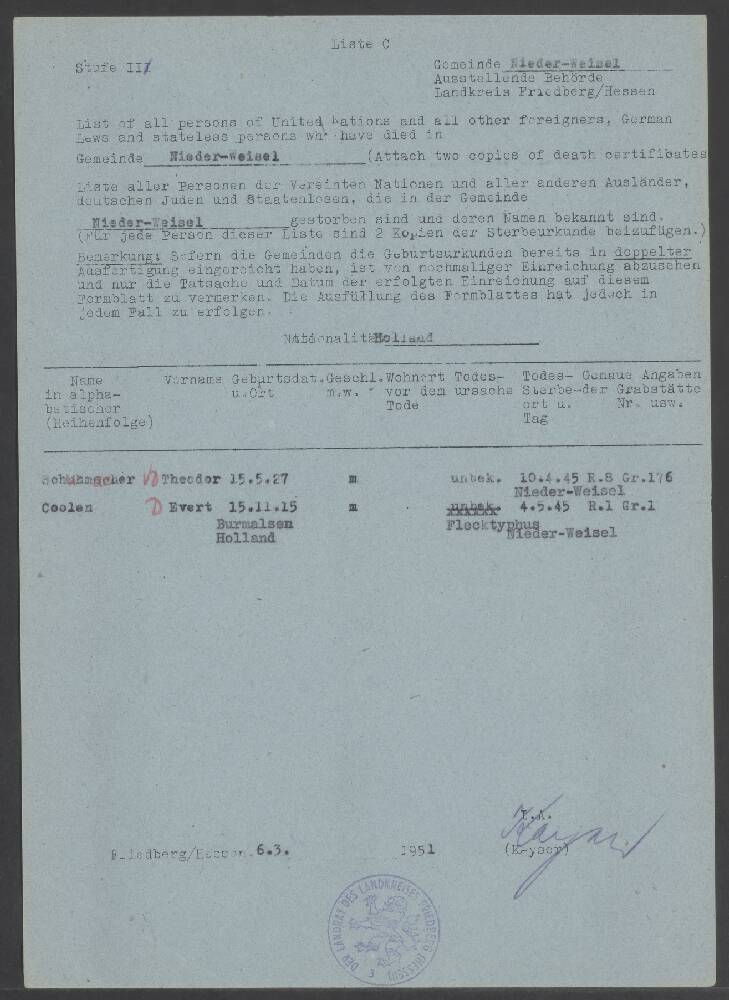 Liste C
Stufe III
Gemeinde Nieder-Weisel
Ausstellende Behörde
Landkreis Friedberg/Hessen
List of all persons of United Nations and all other foreigners, German
Jews and stateless persons who have died in
Gemeinde Nieder-Weisel (Attach two copies of death certifibates
Liste aller Personen der Vereinten Nationen und aller anderen Ausländer,
deutschen Juden und Staatenlosen, die in der Gemeinde
Nieder-Weisel gestorben sind und deren Namen bekannt sind.
(Für jede Person dieser Liste sind 2 Kopien der Sterbeurkunde beizufügen.)
Bemerkung: Sofern die Gemeinden die Geburtsurkunden bereits in doppelter
Ausfertigung eingereicht haben, ist von nochmaliger Einreichung abzusehen
und nur die Tatsache und Datum der erfolgten Einreichung auf diesem
Formblatt zu vermerken. Die Ausfüllung des Formblattes hat jedoch in
jedem Fall zu erfolgen.
Nationalität Holland
Name Vorname Geburtsdat. Geschl. Wohnort Todes- Todes- Genaue Angaben
in alpha- u.Ort m.w. vor dem ursache Sterbe- der Grabstätte
betischer Tode ort u. Nr. usw.
(Reihenfolge) Tag
Schuhmacher D Theodor 15.5.27 m unbek. 10.4.45 R.8 Gr.176
Nieder-Weisel
Coolen D Evert 15.11.15 m unbek. 4.5.45 R.1 Gr.1
Burmalsen Flecktyphus Nieder-Weisel
Holland
I.A.
Friedberg/Hessen, 6.3. 1951 (Kayser)
DER LANDRAT DES LANDKREISES FRIEDBERG (HESSEN)
3